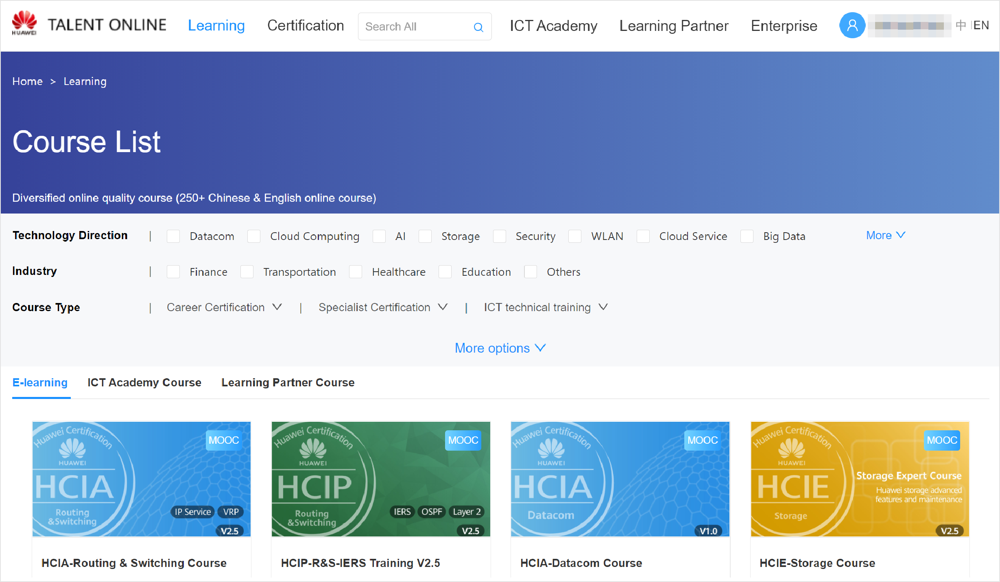 HUAWEI TALENT ONLINE Learning Certification Search All ICT Academy Learning Partner Enterprise 中 | EN
Home > Learning
Course List
Diversified online quality course (250+ Chinese & English online course)
Technology Direction | Datacom Cloud Computing AI Storage Security WLAN Cloud Service Big Data More
Industry | Finance Transportation Healthcare Education Others
Course Type | Career Certification | Specialist Certification | ICT technical training
More options
E-learning ICT Academy Course Learning Partner Course
Huawei Certification
HUAWEI
HCIA
Routing
&Switching
MOOC
IP Service VRP
V2.5
HCIA-Routing & Switching Course
Huawei Certification
HUAWEI
HCIP
Routing
&Switching
MOOC
IERS OSPF Layer 2
V2.5
HCIP-R&S-IERS Training V2.5
Huawei Certification
HUAWEI
HCIA
Datacom
MOOC
V1.0
HCIA-Datacom Course
Huawei Certification
HUAWEI
HCIE
Storage
MOOC
Storage Expert Course
Huawei storage advanced
features and maintenance
V2.5
HCIE-Storage Course